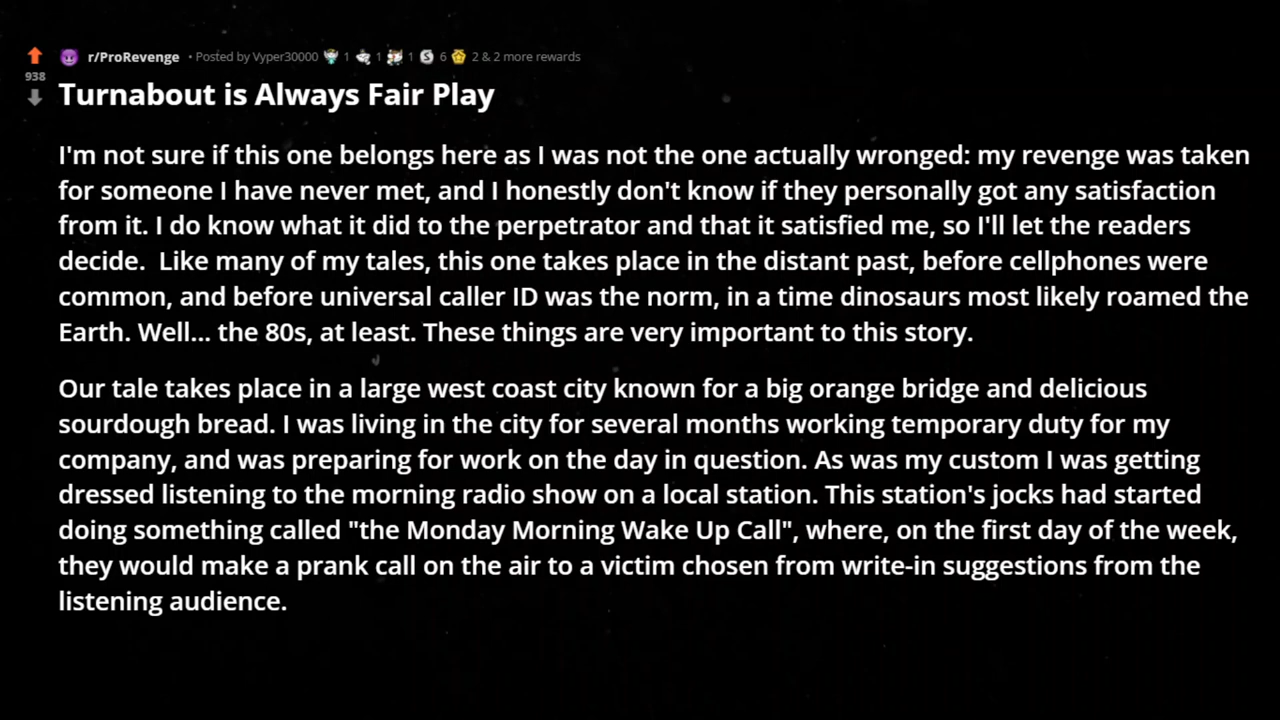 r/ProRevenge • Posted by Vyper30000 1 1 1 6 2 & 2 more rewards
938
Turnabout is Always Fair Play
I'm not sure if this one belongs here as I was not the one actually wronged: my revenge was taken
for someone I have never met, and I honestly don't know if they personally got any satisfaction
from it. I do know what it did to the perpetrator and that it satisfied me, so I'll let the readers
decide.  Like many of my tales, this one takes place in the distant past, before cellphones were
common, and before universal caller ID was the norm, in a time dinosaurs most likely roamed the
Earth. Well... the 80s, at least. These things are very important to this story.
Our tale takes place in a large west coast city known for a big orange bridge and delicious
sourdough bread. I was living in the city for several months working temporary duty for my
company, and was preparing for work on the day in question. As was my custom I was getting
dressed listening to the morning radio show on a local station. This station's jocks had started
doing something called "the Monday Morning Wake Up Call", where, on the first day of the week,
they would make a prank call on the air to a victim chosen from write-in suggestions from the
listening audience.